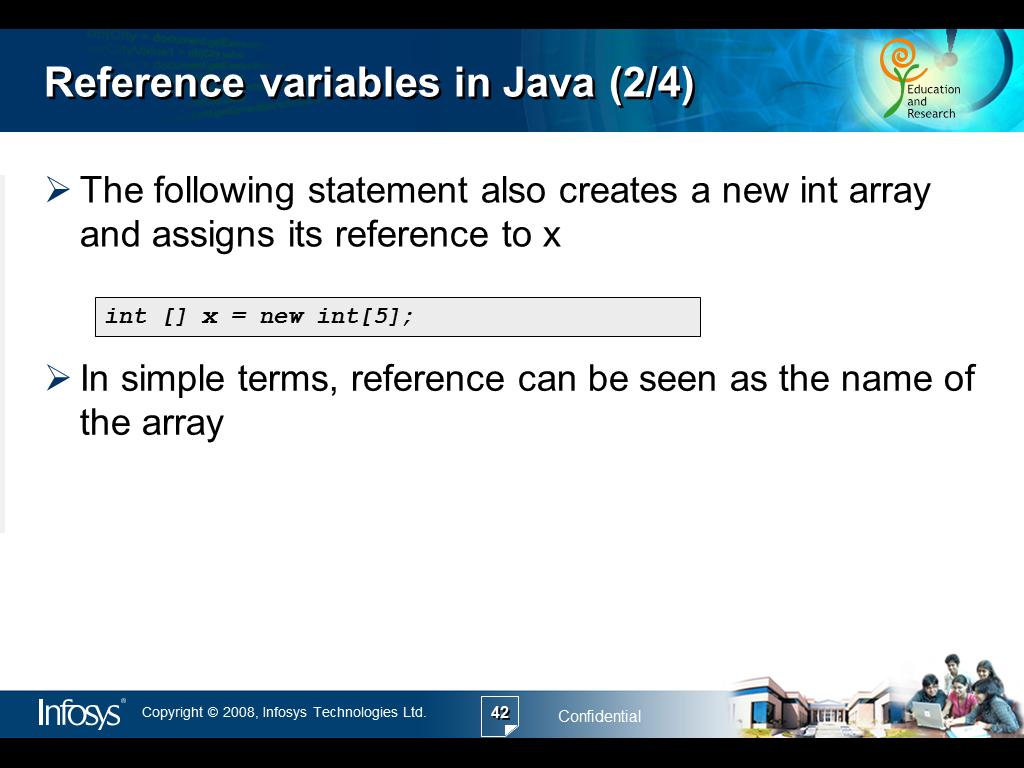 Reference variables in Java (2/4)
Education
and
Research
The following statement also creates a new int array
and assigns its reference to x
int [] x = new int[5];
In simple terms, reference can be seen as the name of
the array
Infosys®
Copyright © 2008, Infosys Technologies Ltd.
42
Confidential